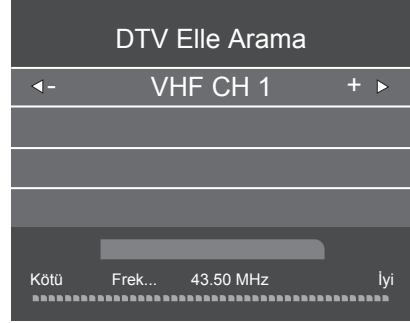 DTV Elle Arama
- VHF CH 1 +
Kötü Frek... 43.50 MHz İyi